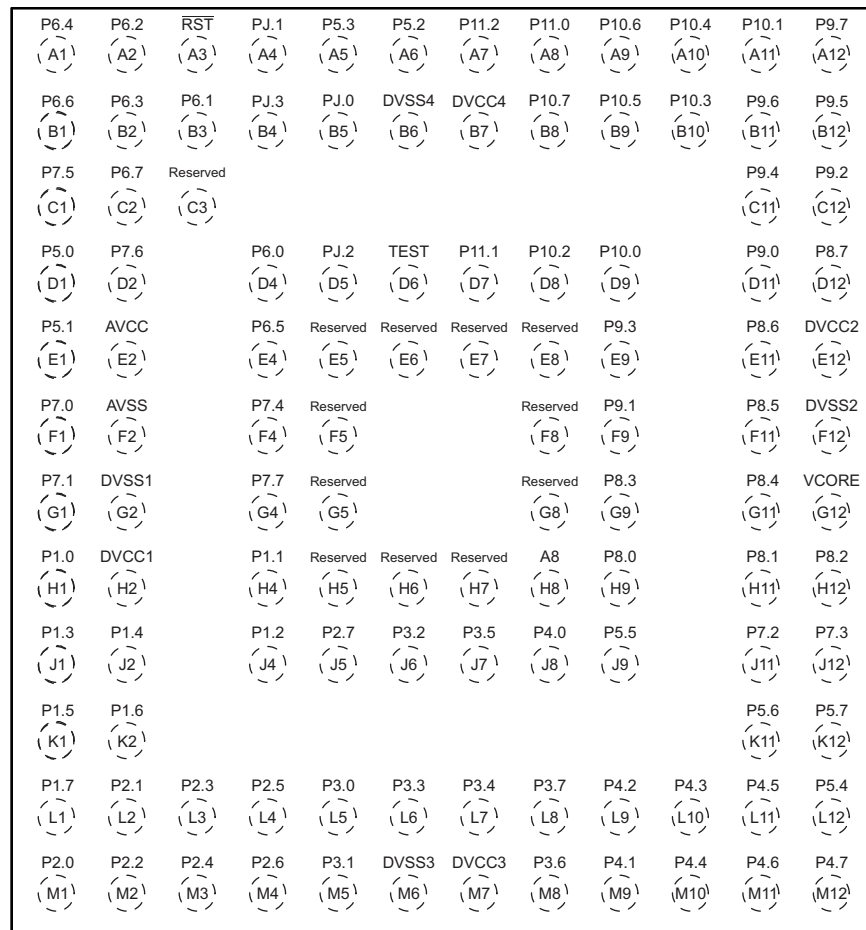 P6.4 P6.2 RST PJ.1 P5.3 P5.2 P11.2 P11.0 P10.6 P10.4 P10.1 P9.7
A1 A2 A3 A4 A5 A6 A7 A8 A9 A10 A11 A12
P6.6 P6.3 P6.1 PJ.3 PJ.0 DVSS4 DVCC4 P10.7 P10.5 P10.3 P9.6 P9.5
B1 B2 B3 B4 B5 B6 B7 B8 B9 B10 B11 B12
P7.5 P6.7 Reserved P9.4 P9.2
C1 C2 C3 C11 C12
P5.0 P7.6 P6.0 PJ.2 TEST P11.1 P10.2 P10.0 P9.0 P8.7
D1 D2 D4 D5 D6 D7 D8 D9 D11 D12
P5.1 AVCC P6.5 Reserved Reserved Reserved Reserved P9.3 P8.6 DVCC2
E1 E2 E4 E5 E6 E7 E8 E9 E11 E12
P7.0 AVSS P7.4 Reserved Reserved P9.1 P8.5 DVSS2
F1 F2 F4 F5 F8 F9 F11 F12
P7.1 DVSS1 P7.7 Reserved Reserved P8.3 P8.4 VCORE
G1 G2 G4 G5 G8 G9 G11 G12
P1.0 DVCC1 P1.1 Reserved Reserved Reserved A8 P8.0 P8.1 P8.2
H1 H2 H4 H5 H6 H7 H8 H9 H11 H12
P1.3 P1.4 P1.2 P2.7 P3.2 P3.5 P4.0 P5.5 P7.2 P7.3
J1 J2 J4 J5 J6 J7 J8 J9 J11 J12
P1.5 P1.6 P5.6 P5.7
K1 K2 K11 K12
P1.7 P2.1 P2.3 P2.5 P3.0 P3.3 P3.4 P3.7 P4.2 P4.3 P4.5 P5.4
L1 L2 L3 L4 L5 L6 L7 L8 L9 L10 L11 L12
P2.0 P2.2 P2.4 P2.6 P3.1 DVSS3 DVCC3 P3.6 P4.1 P4.4 P4.6 P4.7
M1 M2 M3 M4 M5 M6 M7 M8 M9 M10 M11 M12